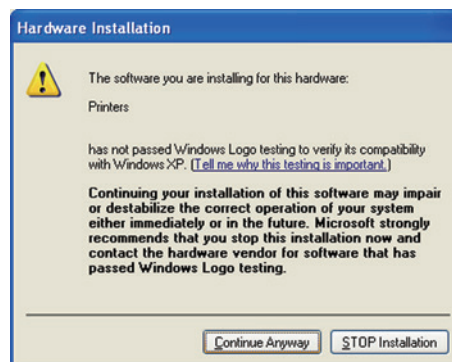 Hardware Installation
The software you are installing for this hardware:
Printers
has not passed Windows Logo testing to verify its compatibility
with Windows XP. (Tell me why this testing is important.)
Continuing your installation of this software may impair
or destabilize the correct operation of your system
either immediately or in the future. Microsoft strongly
recommends that you stop this installation now and
contact the hardware vendor for software that has
passed Windows Logo testing.
Continue Anyway STOP Installation